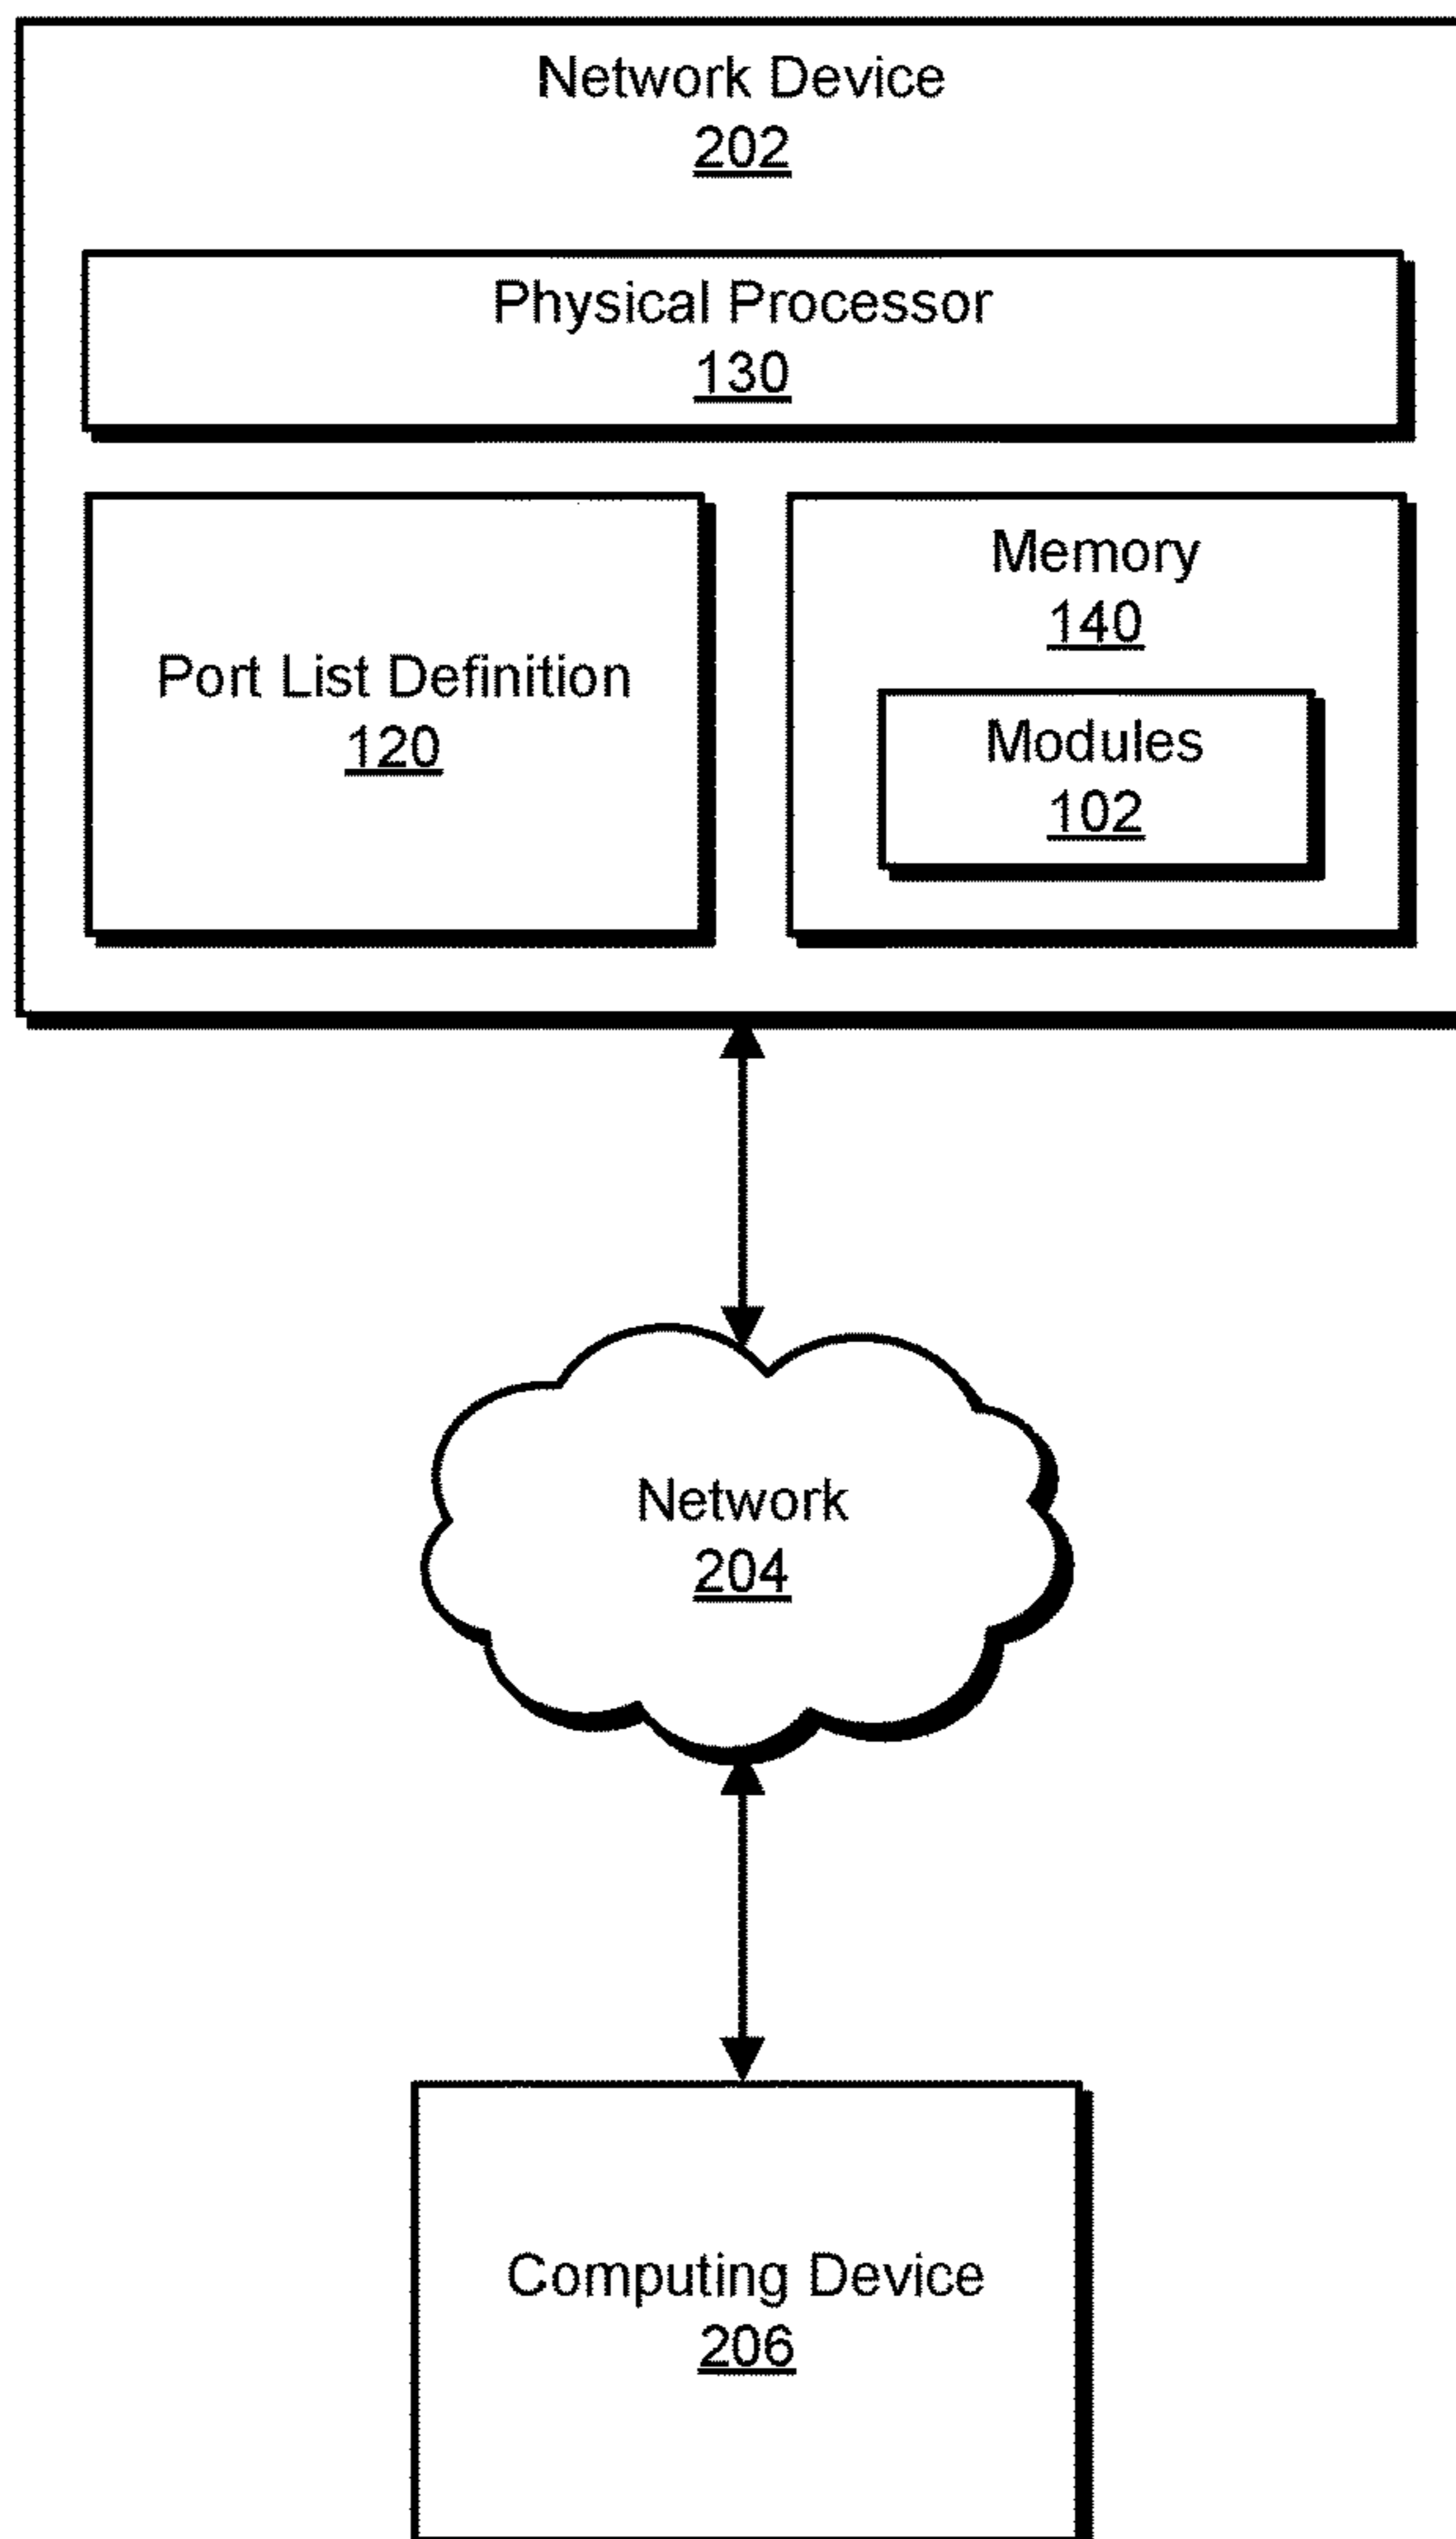 Network Device
202
Physical Processor
130
Port List Definition
120
Memory
140
Modules
102
Network
204
Computing Device
206